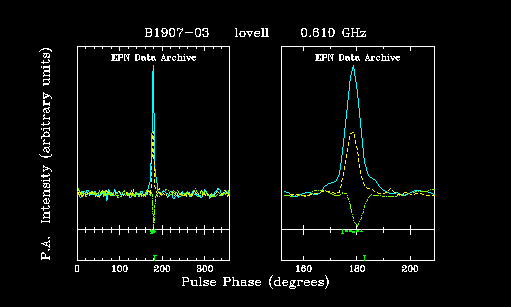 B1907-03 lovell 0.610 GHz
EPN Data Archive EPN Data Archive
P.A. Intensity (arbitrary units)
0 100 200 300 160 180 200
Pulse Phase (degrees)